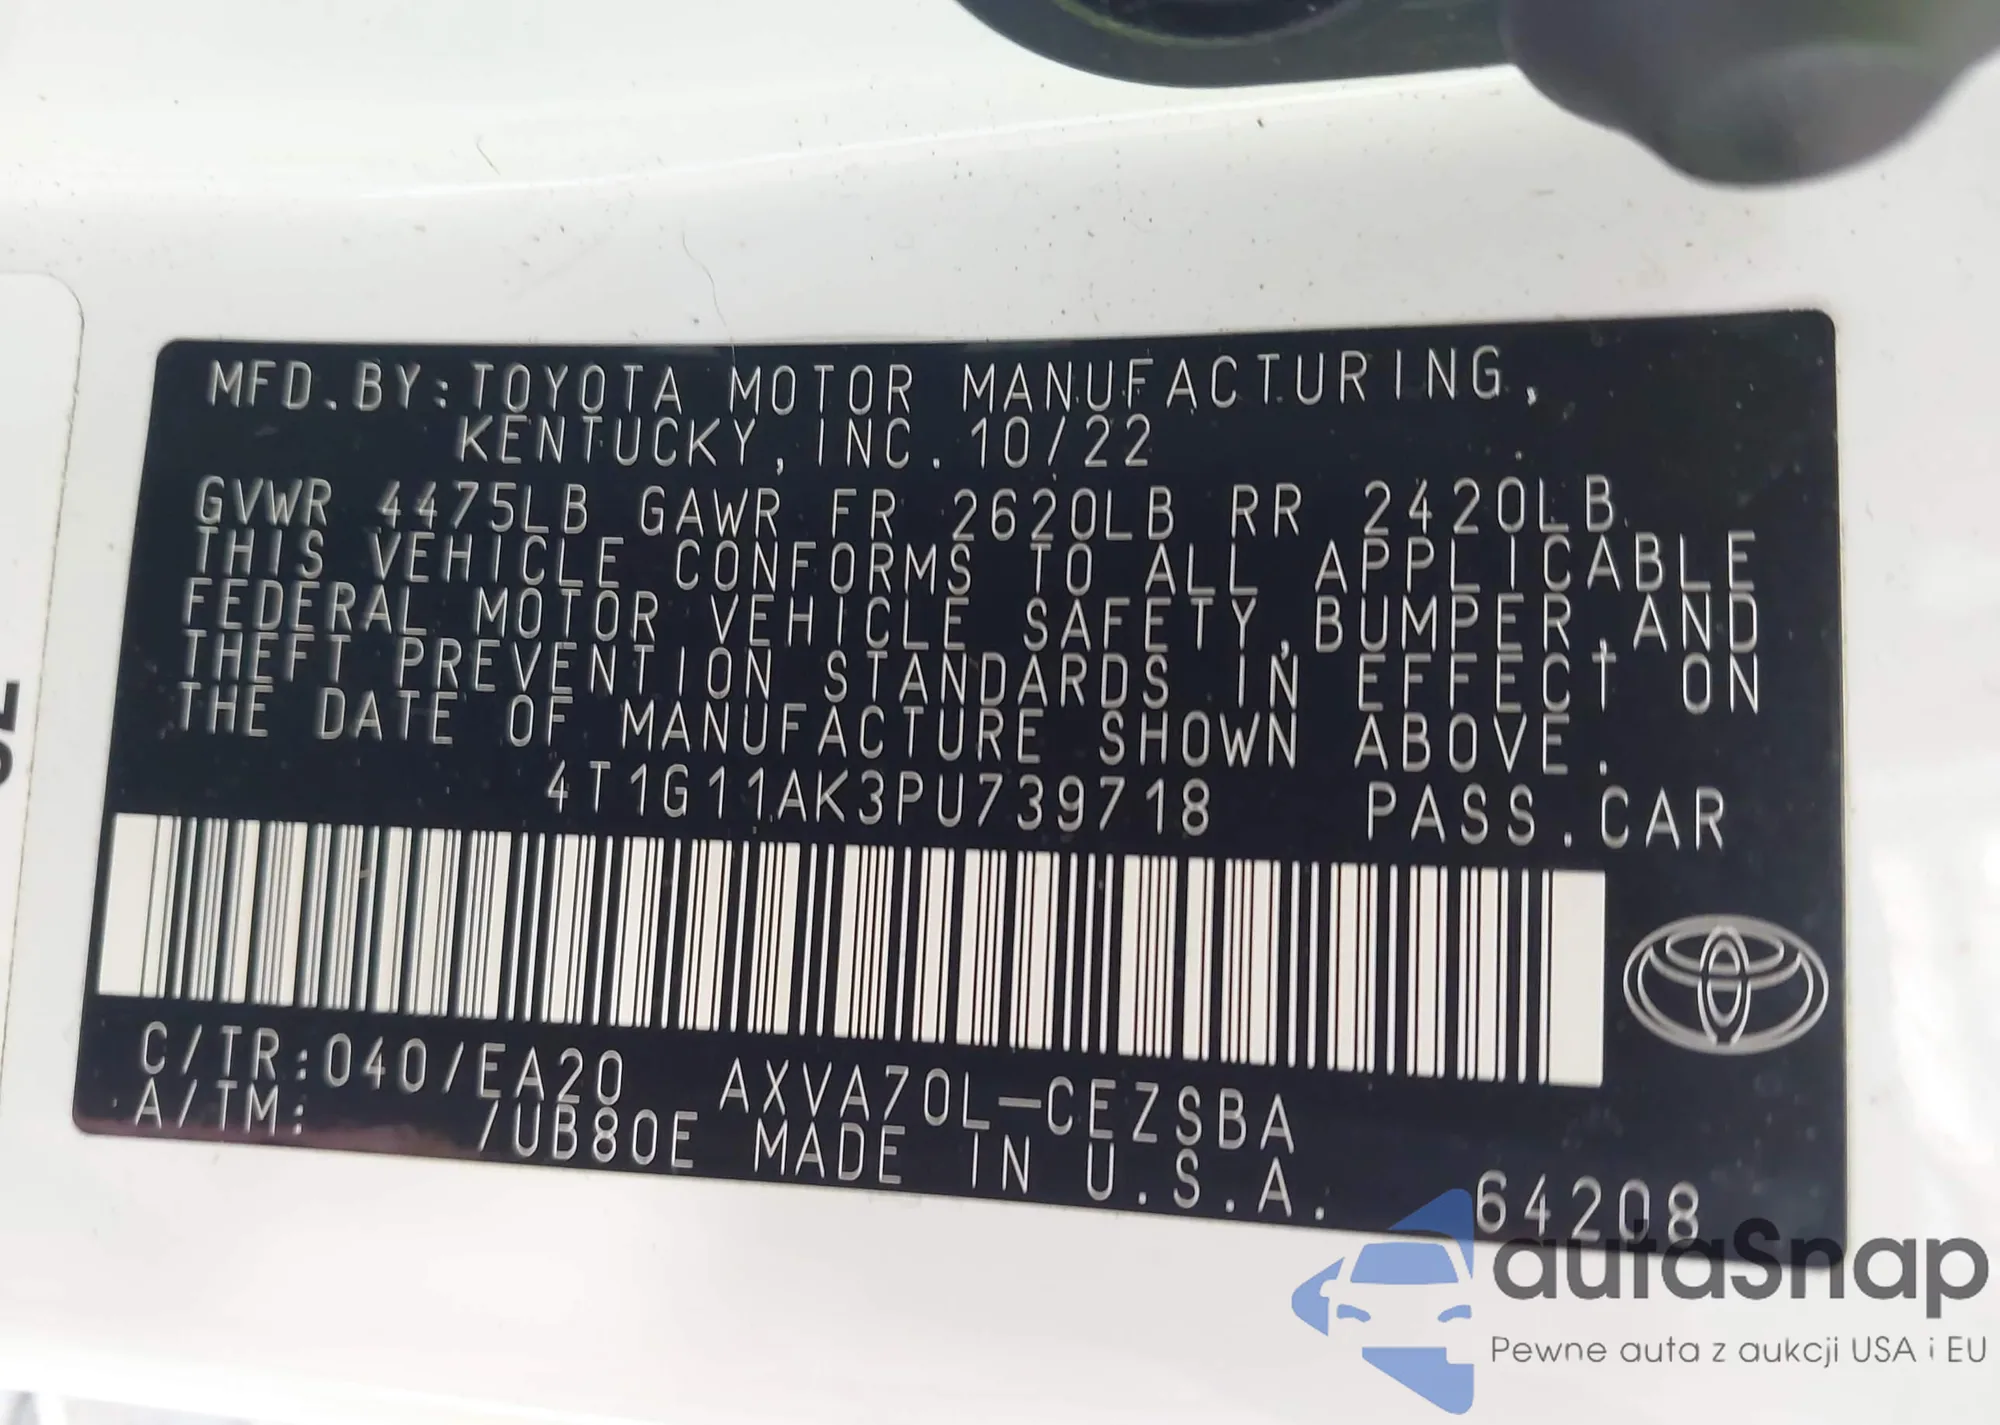 MFD.BY:TOYOTA MOTOR MANUFACTURING,
KENTUCKY,INC.10/22
GVWR 4475LB GAWR FR 2620LB RR 2420LB
THIS VEHICLE CONFORMS TO ALL APPLICABLE
FEDERAL MOTOR VEHICLE SAFETY,BUMPER,AND
THEFT PREVENTION STANDARDS IN EFFECT ON
THE DATE OF MANUFACTURE SHOWN ABOVE.
4T1G11AK3PU739718 PASS.CAR
C/TR:040/EA20 AXVA70L-CEZSBA
A/TM: /UB80E MADE IN U.S.A. 64208
autaSnap
Pewne auta z aukcji USA i EU